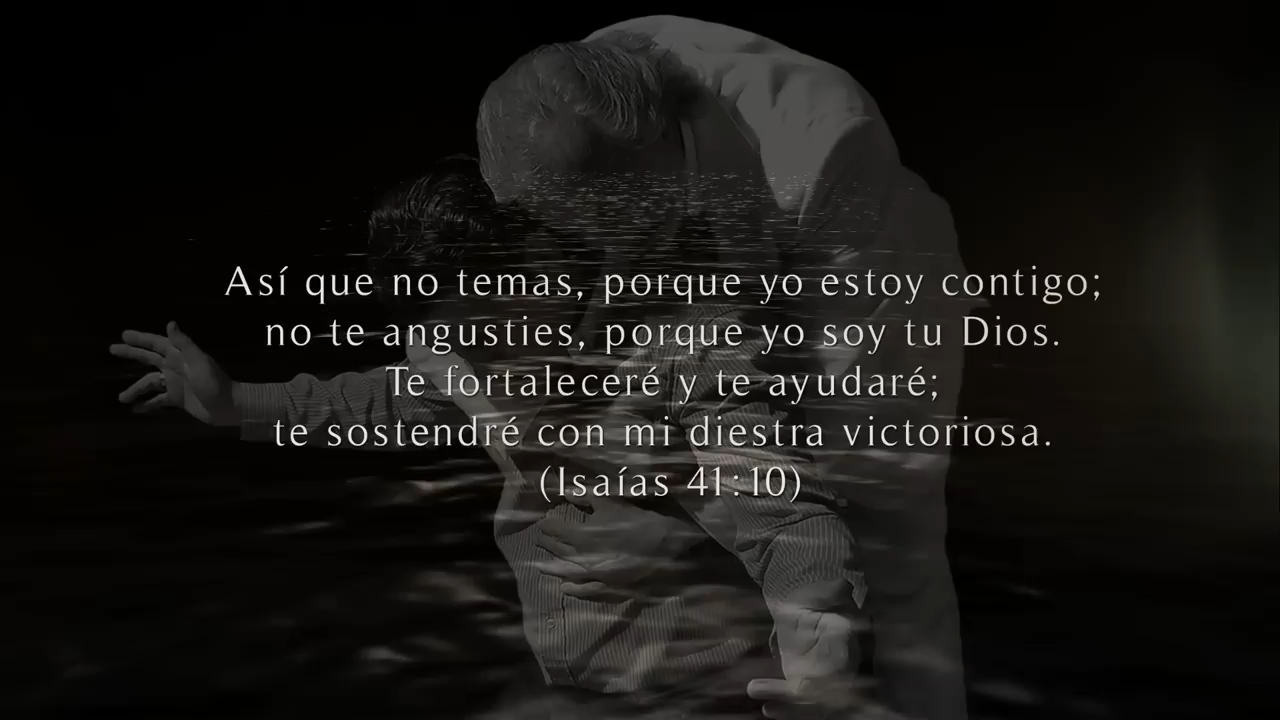 Así que no temas, porque yo estoy contigo;
no te angusties, porque yo soy tu Dios.
Te fortaleceré y te ayudaré;
te sostendré con mi diestra victoriosa.
(Isaías 41:10)